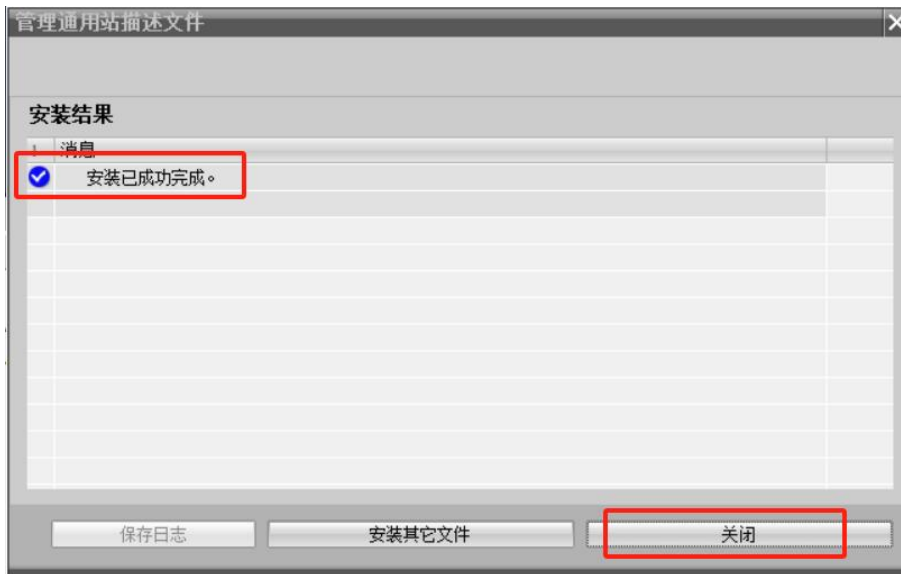 管理通用站描述文件
安装结果
! 消息
安装已成功完成。
保存日志
安装其它文件
关闭